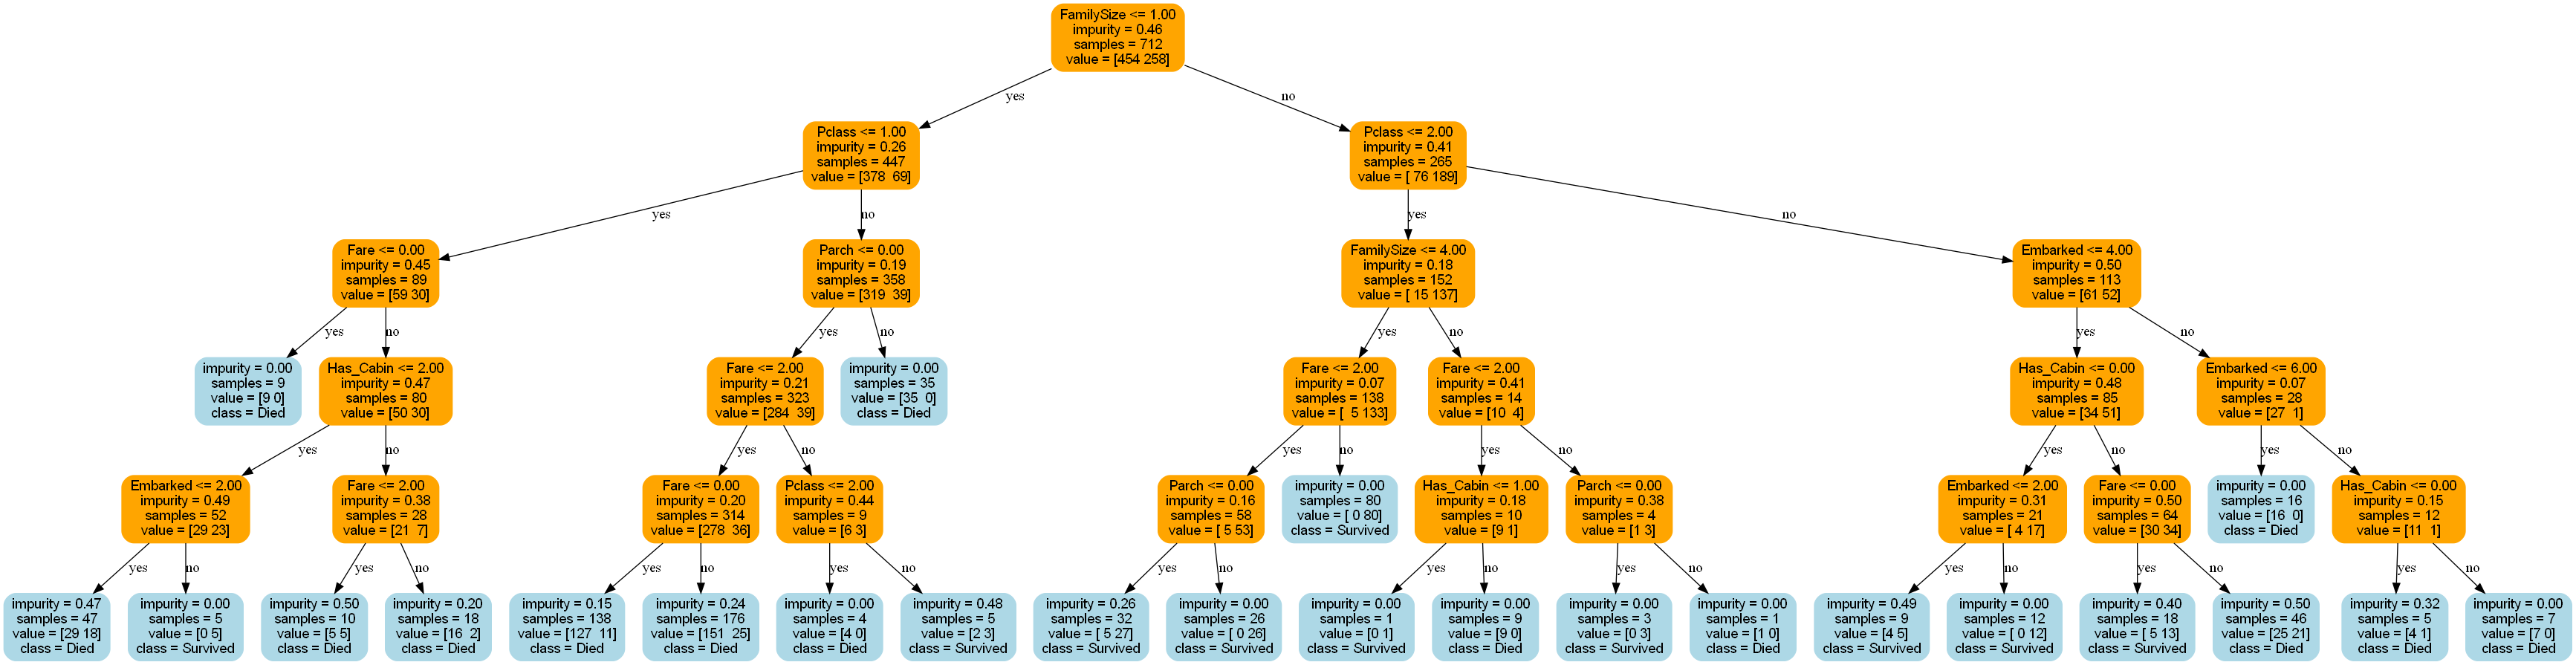 FamilySize <= 1.00
impurity = 0.46
samples = 712
value = [454 258]
yes
no
Pclass <= 1.00
impurity = 0.26
samples = 447
value = [378  69]
Pclass <= 2.00
impurity = 0.41
samples = 265
value = [ 76 189]
yes
no
yes
no
Fare <= 0.00
impurity = 0.45
samples = 89
value = [59 30]
Parch <= 0.00
impurity = 0.19
samples = 358
value = [319  39]
FamilySize <= 4.00
impurity = 0.18
samples = 152
value = [ 15 137]
Embarked <= 4.00
impurity = 0.50
samples = 113
value = [61 52]
yes
no
yes
no
yes
no
yes
no
impurity = 0.00
samples = 9
value = [9 0]
class = Died
Has_Cabin <= 2.00
impurity = 0.47
samples = 80
value = [50 30]
Fare <= 2.00
impurity = 0.21
samples = 323
value = [284  39]
impurity = 0.00
samples = 35
value = [35  0]
class = Died
Fare <= 2.00
impurity = 0.07
samples = 138
value = [  5 133]
Fare <= 2.00
impurity = 0.41
samples = 14
value = [10  4]
Has_Cabin <= 0.00
impurity = 0.48
samples = 85
value = [34 51]
Embarked <= 6.00
impurity = 0.07
samples = 28
value = [27  1]
yes
no
yes
no
yes
no
yes
no
yes
no
yes
no
Embarked <= 2.00
impurity = 0.49
samples = 52
value = [29 23]
Fare <= 2.00
impurity = 0.38
samples = 28
value = [21  7]
Fare <= 0.00
impurity = 0.20
samples = 314
value = [278  36]
Pclass <= 2.00
impurity = 0.44
samples = 9
value = [6 3]
Parch <= 0.00
impurity = 0.16
samples = 58
value = [ 5 53]
impurity = 0.00
samples = 80
value = [ 0 80]
class = Survived
Has_Cabin <= 1.00
impurity = 0.18
samples = 10
value = [9 1]
Parch <= 0.00
impurity = 0.38
samples = 4
value = [1 3]
Embarked <= 2.00
impurity = 0.31
samples = 21
value = [ 4 17]
Fare <= 0.00
impurity = 0.50
samples = 64
value = [30 34]
impurity = 0.00
samples = 16
value = [16  0]
class = Died
Has_Cabin <= 0.00
impurity = 0.15
samples = 12
value = [11  1]
yes
no
yes
no
yes
no
yes
no
yes
no
yes
no
yes
no
yes
no
yes
no
yes
no
impurity = 0.47
samples = 47
value = [29 18]
class = Died
impurity = 0.00
samples = 5
value = [0 5]
class = Survived
impurity = 0.50
samples = 10
value = [5 5]
class = Died
impurity = 0.20
samples = 18
value = [16  2]
class = Died
impurity = 0.15
samples = 138
value = [127  11]
class = Died
impurity = 0.24
samples = 176
value = [151  25]
class = Died
impurity = 0.00
samples = 4
value = [4 0]
class = Died
impurity = 0.48
samples = 5
value = [2 3]
class = Survived
impurity = 0.26
samples = 32
value = [ 5 27]
class = Survived
impurity = 0.00
samples = 26
value = [ 0 26]
class = Survived
impurity = 0.00
samples = 1
value = [0 1]
class = Survived
impurity = 0.00
samples = 9
value = [9 0]
class = Died
impurity = 0.00
samples = 3
value = [0 3]
class = Survived
impurity = 0.00
samples = 1
value = [1 0]
class = Died
impurity = 0.49
samples = 9
value = [4 5]
class = Survived
impurity = 0.00
samples = 12
value = [ 0 12]
class = Survived
impurity = 0.40
samples = 18
value = [ 5 13]
class = Survived
impurity = 0.50
samples = 46
value = [25 21]
class = Died
impurity = 0.32
samples = 5
value = [4 1]
class = Died
impurity = 0.00
samples = 7
value = [7 0]
class = Died